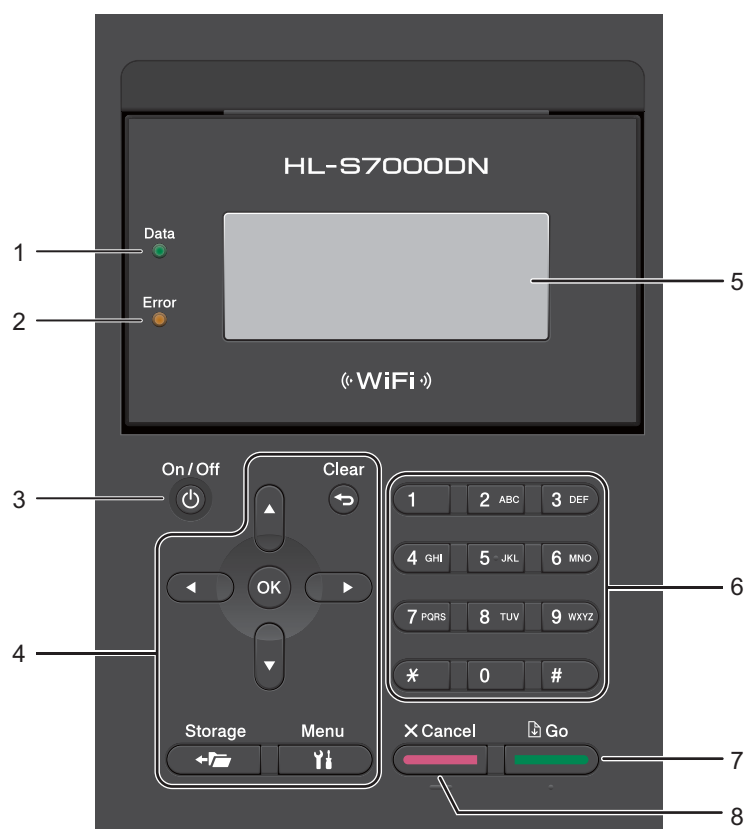 HL-S7000DN
Data
1
Error
2
5
WiFi
On/Off
Clear
3
1
2 ABC
3 DEF
4 GHI
5 JKL
6 MNO
OK
6
7 PQRS
8 TUV
9 WXYZ
4
* 
0
#
Storage
Menu
Cancel
Go
7
8